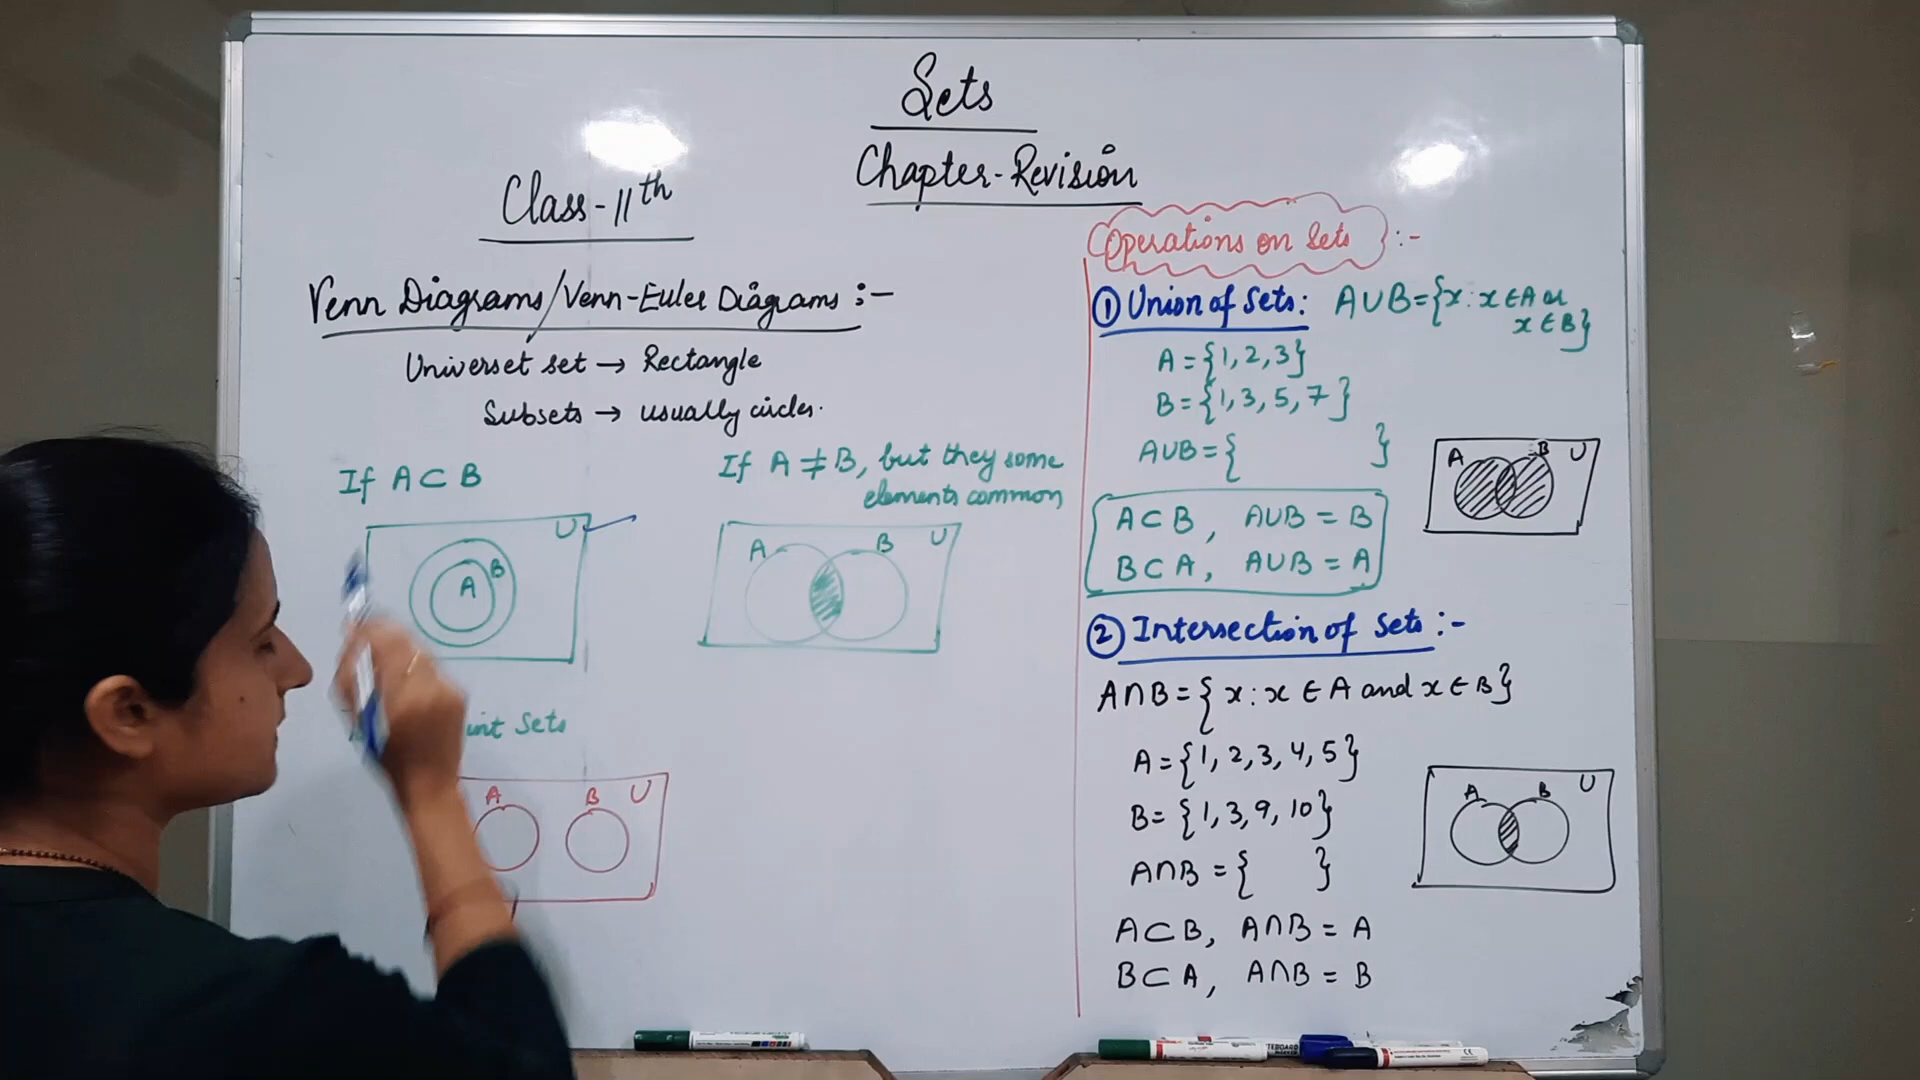 Sets
Chapter-Revision
Class-11th
Venn Diagrams/Venn-Euler Diagrams :-
Universet set → Rectangle
Subsets → usually circles.
If A ⊂ B
U
A B
If A ≠ B, but they some
elements common
A B U
Sets
A B U
Operations on Sets :-
① Union of Sets: A∪B={x : x ∈ A or
x ∈ B}
A = {1, 2, 3}
B = {1, 3, 5, 7}
A∪B = { }
A B U
A⊂B, A∪B = B
B⊂A, A∪B = A
② Intersection of Sets :-
A∩B = {x : x ∈ A and x ∈ B}
A = {1, 2, 3, 4, 5}
B = {1, 3, 9, 10}
A∩B = { }
A B U
A⊂B, A∩B = A
B⊂A, A∩B = B